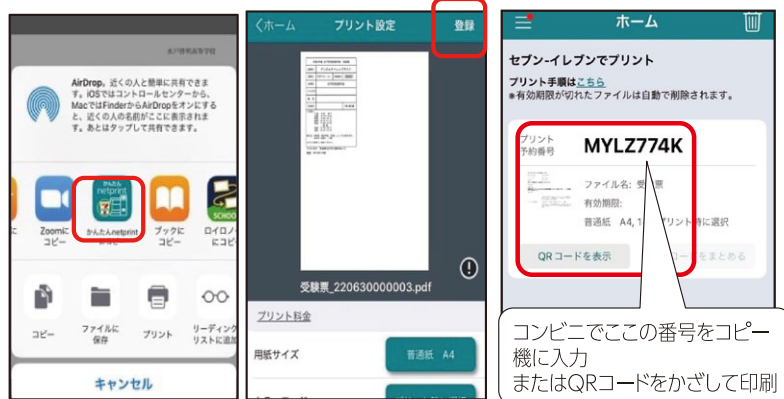 水戸啓明高等学校
AirDrop。近くの人と簡単に共有できま
す。iOSではコントロールセンターから、
MacではFinderからAirDropをオンにする
と、近くの人の名前がここに表示されま
す。あとはタップして共有できます。
かんたん
netprint
SCHOO
Zoomに
コピー
かんたんnetprint
ブックに
コピー
ロイロノ
にコピ
コピー
ファイルに
保存
プリント
リーディング
リストに追加
キャンセル
くホーム
プリント設定
登録
受験票_220630000003.pdf
プリント料金
用紙サイズ
普通紙 A4
ホーム
セブン-イレブンでプリント
プリント手順はこちら
*有効期限が切れたファイルは自動で削除されます。
プリント
予約番号
MYLZ774K
ファイル名: 受 票
有効期限:
普通紙 A4, 1 プリント時に選択
QRコードを表示
コードをまとめる
コンビニでここの番号をコピー
機に入力
またはQRコードをかざして印刷